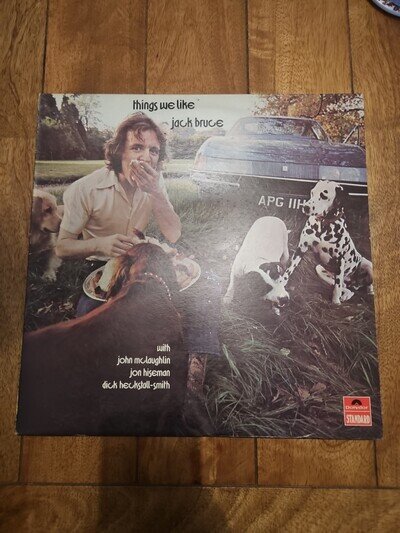 things we like
jack bruce
APG 11H
with
john mclaughlin
jon hiseman
dick heckstall-smith
polydor
STANDARD